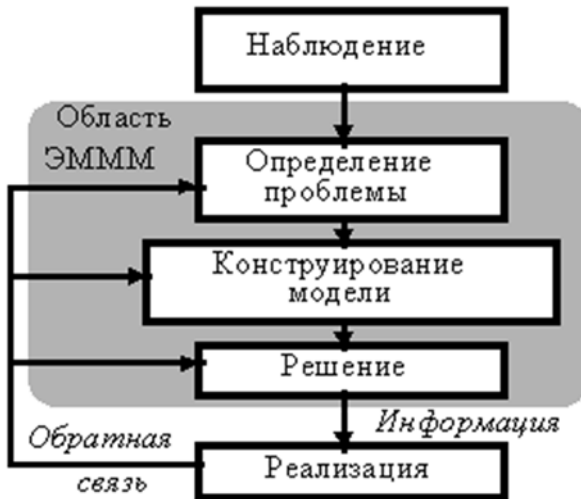 Наблюдение
Область
ЭМММ
Определение
проблемы
Конструирование
модели
Решение
Информация
Обратная
связь
Реализация